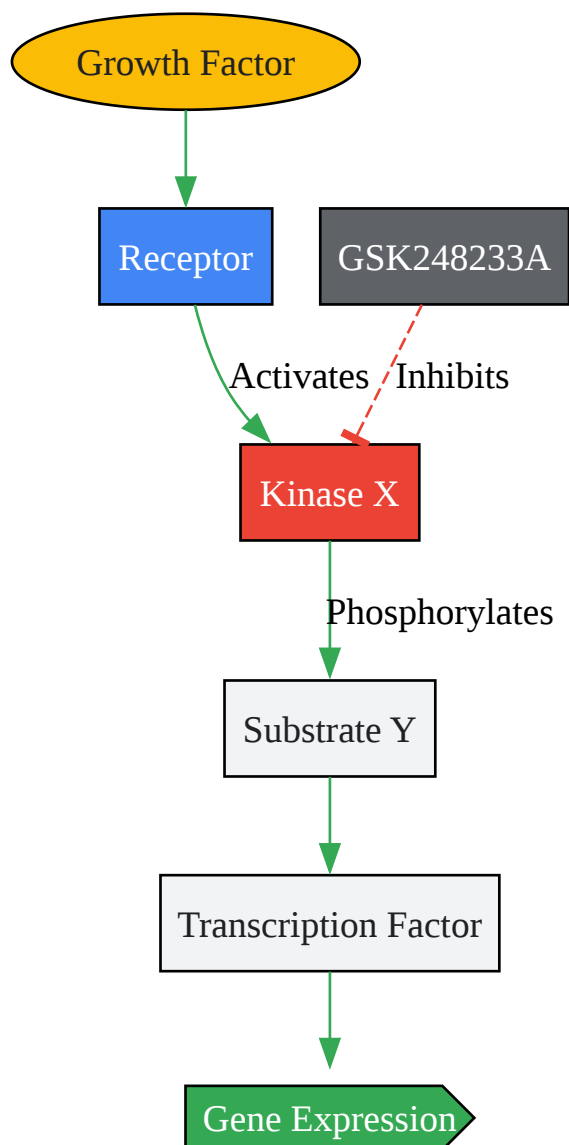 Growth Factor
Receptor
GSK248233A
Activates
Inhibits
Kinase X
Phosphorylates
Substrate Y
Transcription Factor
Gene Expression